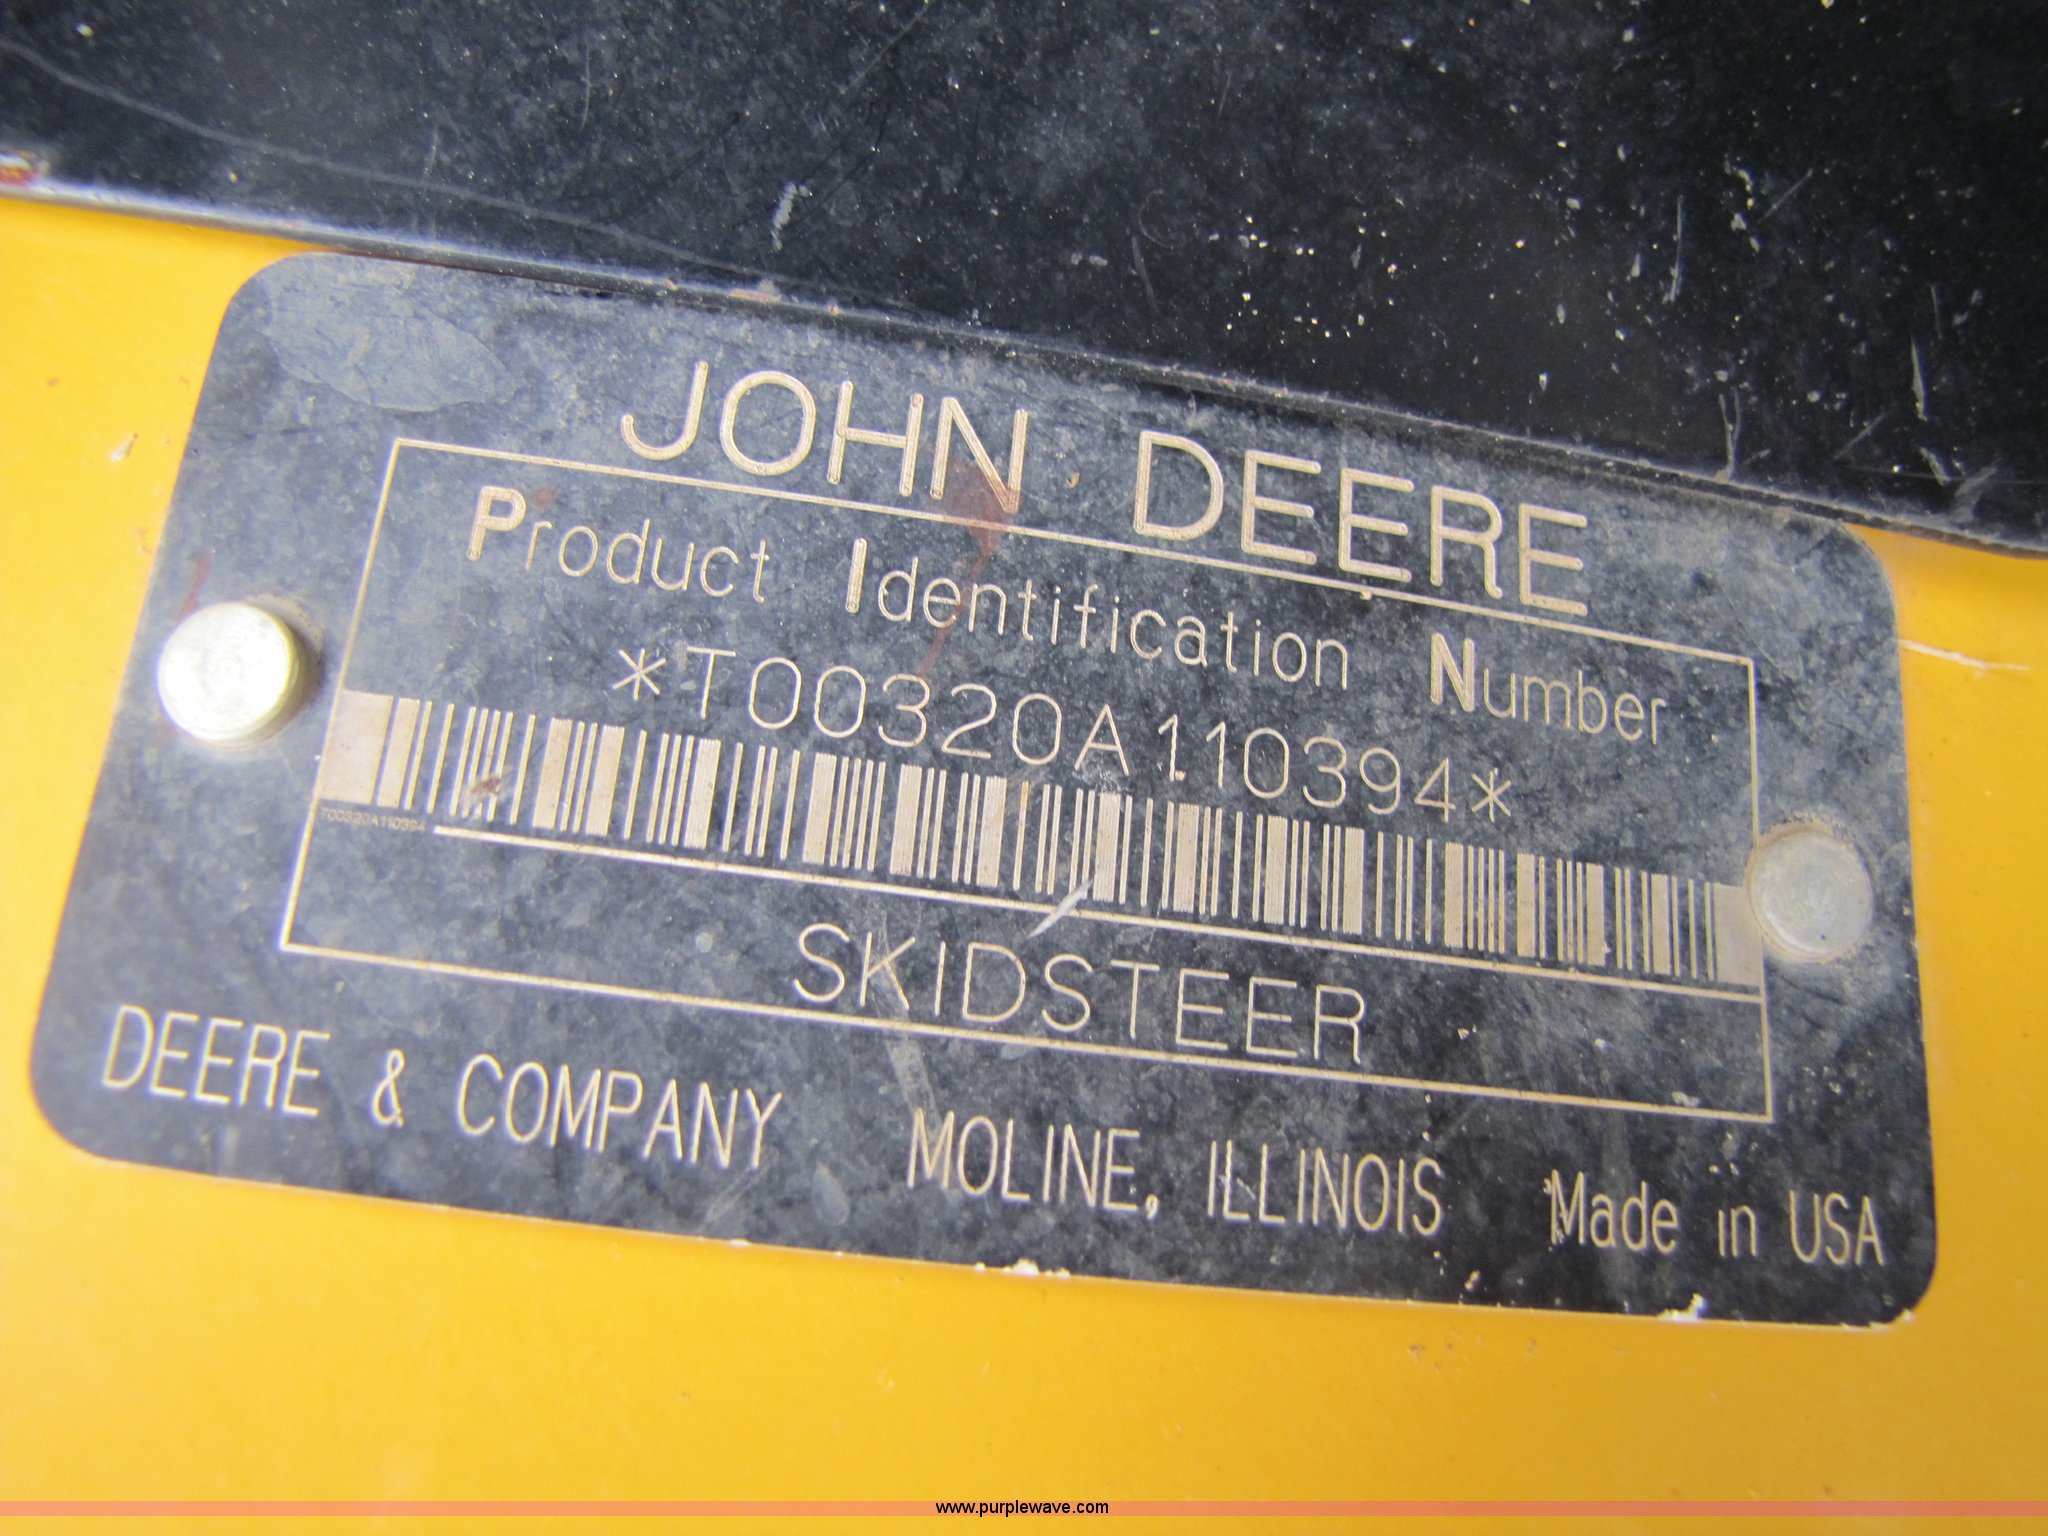 JOHN DEERE
Product Identification Number
*T00320A110394*
T00320A110394
SKIDSTEER
DEERE & COMPANY MOLINE, ILLINOIS Made in USA
www.purplewave.com